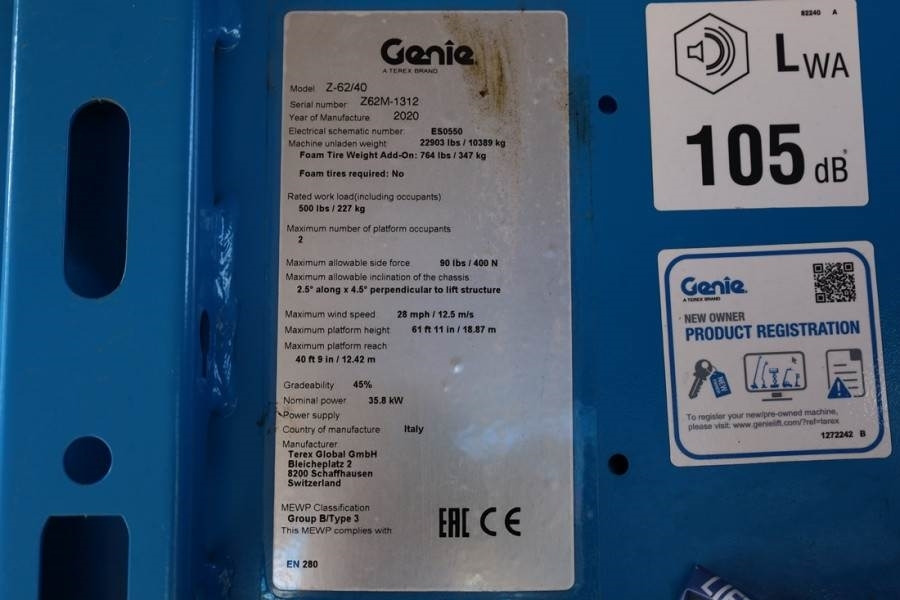 Genie
A TEREX BRAND
Model Z-62/40
Serial number: Z62M-1312
Year of Manufacture 2020
Electrical schematic number: ES0550
Machine unladen weight: 22903 lbs / 10389 kg
Foam Tire Weight Add-On: 764 lbs / 347 kg
Foam tires required: No
Rated work load(including occupants)
500 lbs / 227 kg
Maximum number of platform occupants
2
Maximum allowable side force 90 lbs / 400 N
Maximum allowable inclination of the chassis:
2.5° along x 4.5° perpendicular to lift structure
Maximum wind speed 28 mph / 12.5 m/s
Maximum platform height 61 ft 11 in / 18.87 m
Maximum platform reach
40 ft 9 in / 12.42 m
Gradeability 45%
Nominal power 35.8 kW
Power supply
Country of manufacture Italy
Manufacturer
Terex Global GmbH
Bleicheplatz 2
8200 Schaffhausen
Switzerland
MEWP Classification
Group B/Type 3
This MEWP complies with
EAC CE
EN 280
82240 A
LWA
105 dB
Genie
A TEREX BRAND
NEW OWNER
PRODUCT REGISTRATION
NEW
To register your new/pre-owned machine,
please visit: www.genielift.com/?ref=terex
1272242 B